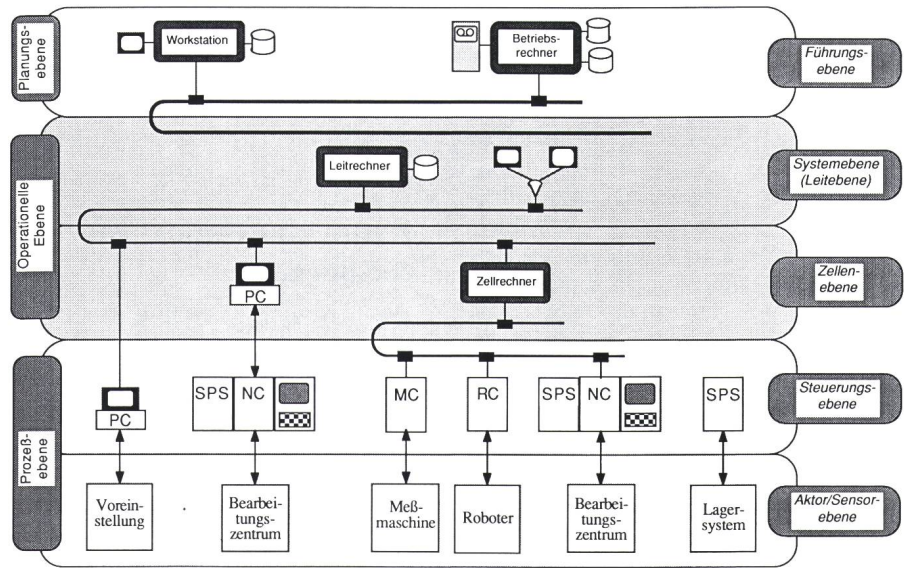 Planungs-
ebene
Workstation
Betriebs-
rechner
Führungs-
ebene
Operationelle
Ebene
Leitrechner
Systemebene
(Leitebene)
PC
Zellrechner
Zellen-
ebene
Prozeß-
ebene
PC
SPS NC
MC
RC
SPS NC
SPS
Steuerungs-
ebene
Vorein-
stellung
Bearbei-
tungs-
zentrum
Meß-
maschine
Roboter
Bearbei-
tungs-
zentrum
Lager-
system
Aktor/Sensor-
ebene